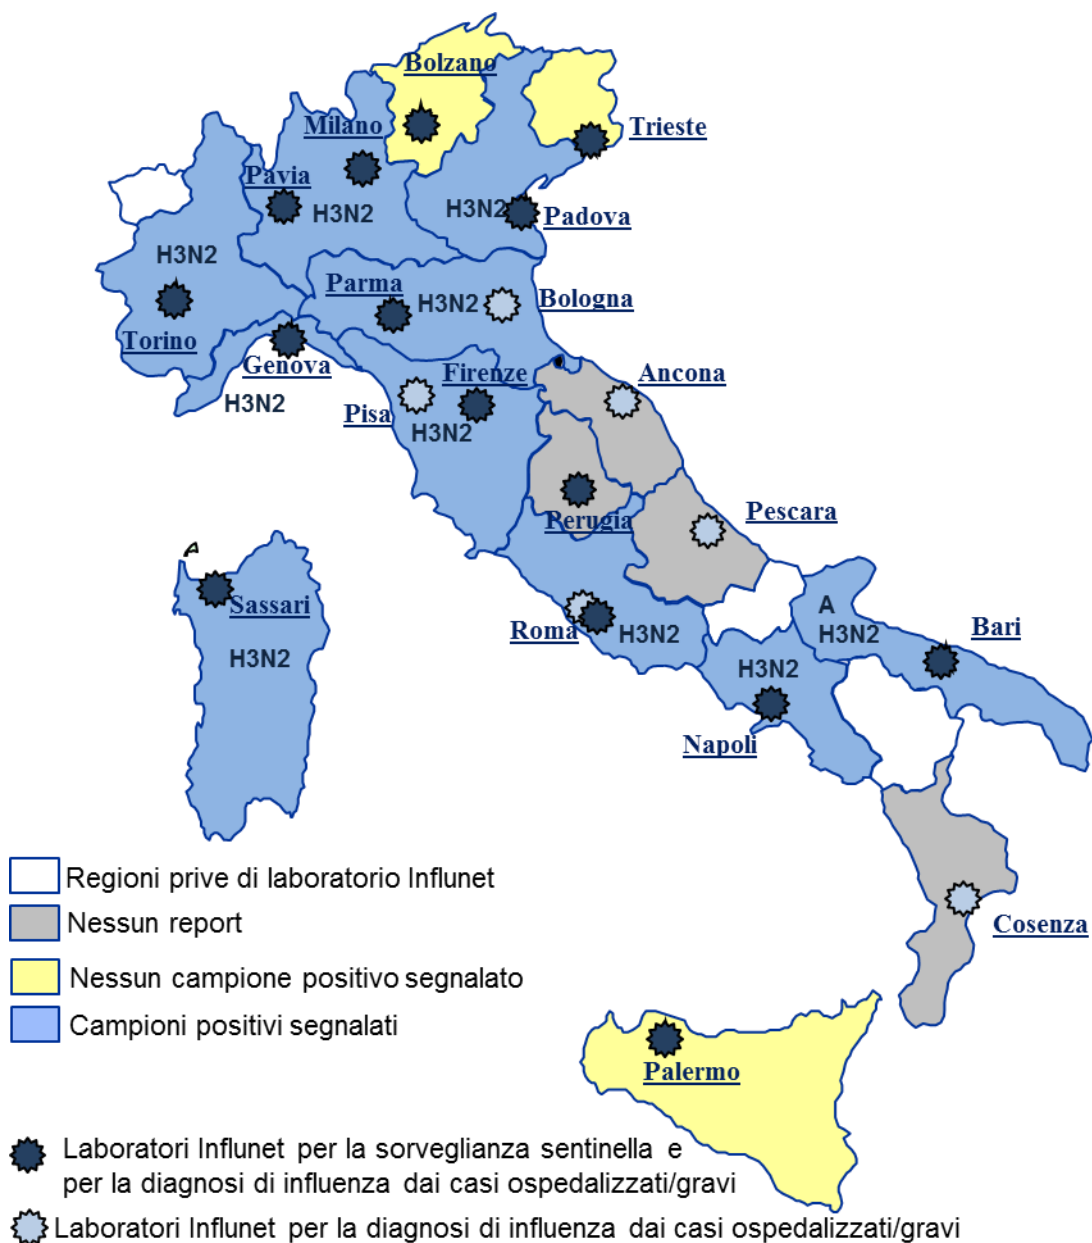 Bolzano
Milano
Trieste
Pavia
H3N2
H3N2
Padova
H3N2
Parma
H3N2
Bologna
Torino
Genova
Firenze
Ancona
H3N2
Pisa
H3N2
Perugia
Pescara
A
Sassari
Roma
H3N2
A
H3N2
Bari
H3N2
H3N2
Napoli
Regioni prive di laboratorio Influnet
Nessun report
Cosenza
Nessun campione positivo segnalato
Campioni positivi segnalati
Palermo
Laboratori Influnet per la sorveglianza sentinella e
per la diagnosi di influenza dai casi ospedalizzati/gravi
Laboratori Influnet per la diagnosi di influenza dai casi ospedalizzati/gravi